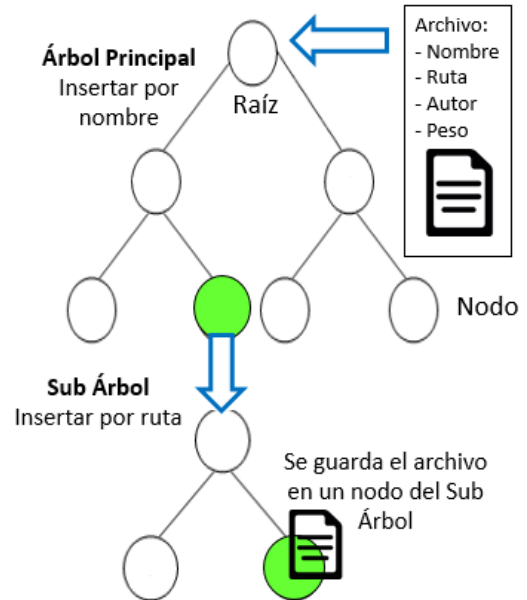 Árbol Principal
Insertar por
nombre
Raíz
Archivo:
- Nombre
- Ruta
- Autor
- Peso
Nodo
Sub Árbol
Insertar por ruta
Se guarda el archivo
en un nodo del Sub
Árbol